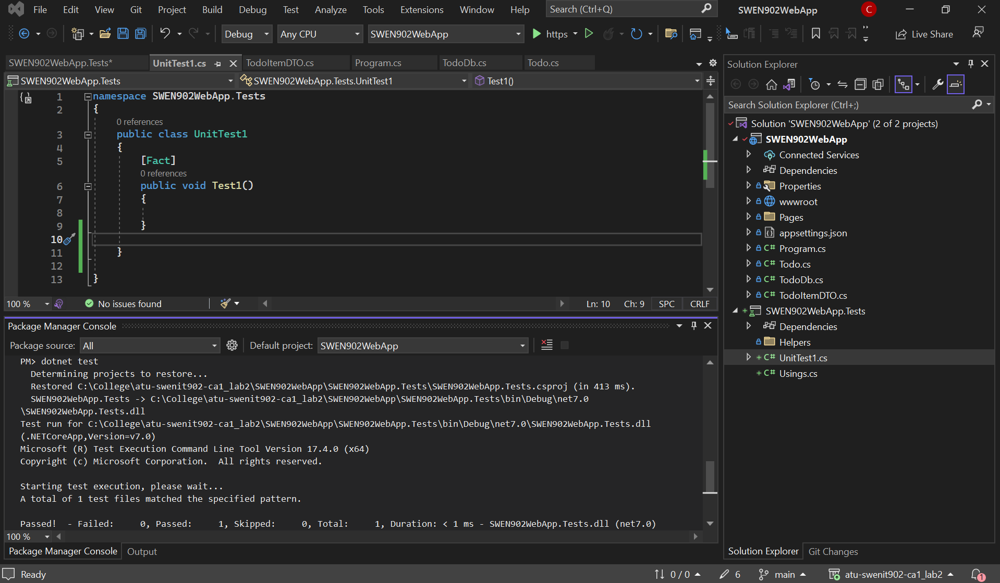 File Edit View Git Project Build Debug Test Analyze Tools Extensions Window Help Search (Ctrl+Q) SWEN902WebApp C
Debug Any CPU SWEN902WebApp https Live Share
SWEN902WebApp.Tests* UnitTest1.cs TodoItemDTO.cs Program.cs TodoDb.cs Todo.cs
SWEN902WebApp.Tests SWEN902WebApp.Tests.UnitTest1 Test1()
1 namespace SWEN902WebApp.Tests
2 {
0 references
3 public class UnitTest1
4 {
5 [Fact]
0 references
6 public void Test1()
7 {
8
9 }
10
11 }
12
13 }
100 % No issues found Ln: 10 Ch: 9 SPC CRLF
Package Manager Console
Package source: All Default project: SWEN902WebApp
PM> dotnet test
Determining projects to restore...
Restored C:\College\atu-swenit902-ca1_lab2\SWEN902WebApp\SWEN902WebApp.Tests\SWEN902WebApp.Tests.csproj (in 413 ms).
SWEN902WebApp.Tests -> C:\College\atu-swenit902-ca1_lab2\SWEN902WebApp\SWEN902WebApp.Tests\bin\Debug\net7.0
\SWEN902WebApp.Tests.dll
Test run for C:\College\atu-swenit902-ca1_lab2\SWEN902WebApp\SWEN902WebApp.Tests\bin\Debug\net7.0\SWEN902WebApp.Tests.dll
(.NETCoreApp,Version=v7.0)
Microsoft (R) Test Execution Command Line Tool Version 17.4.0 (x64)
Copyright (c) Microsoft Corporation.  All rights reserved.
Starting test execution, please wait...
A total of 1 test files matched the specified pattern.
Passed!  - Failed:     0, Passed:     1, Skipped:     0, Total:     1, Duration: < 1 ms - SWEN902WebApp.Tests.dll (net7.0)
100 %
Package Manager Console Output
Solution Explorer
Search Solution Explorer (Ctrl+;)
Solution 'SWEN902WebApp' (2 of 2 projects)
SWEN902WebApp
Connected Services
Dependencies
Properties
wwwroot
Pages
appsettings.json
C# Program.cs
C# Todo.cs
C# TodoDb.cs
C# TodoItemDTO.cs
SWEN902WebApp.Tests
Dependencies
Helpers
C# UnitTest1.cs
C# Usings.cs
Solution Explorer Git Changes
Ready 0 / 0 6 main atu-swenit902-ca1_lab2 1